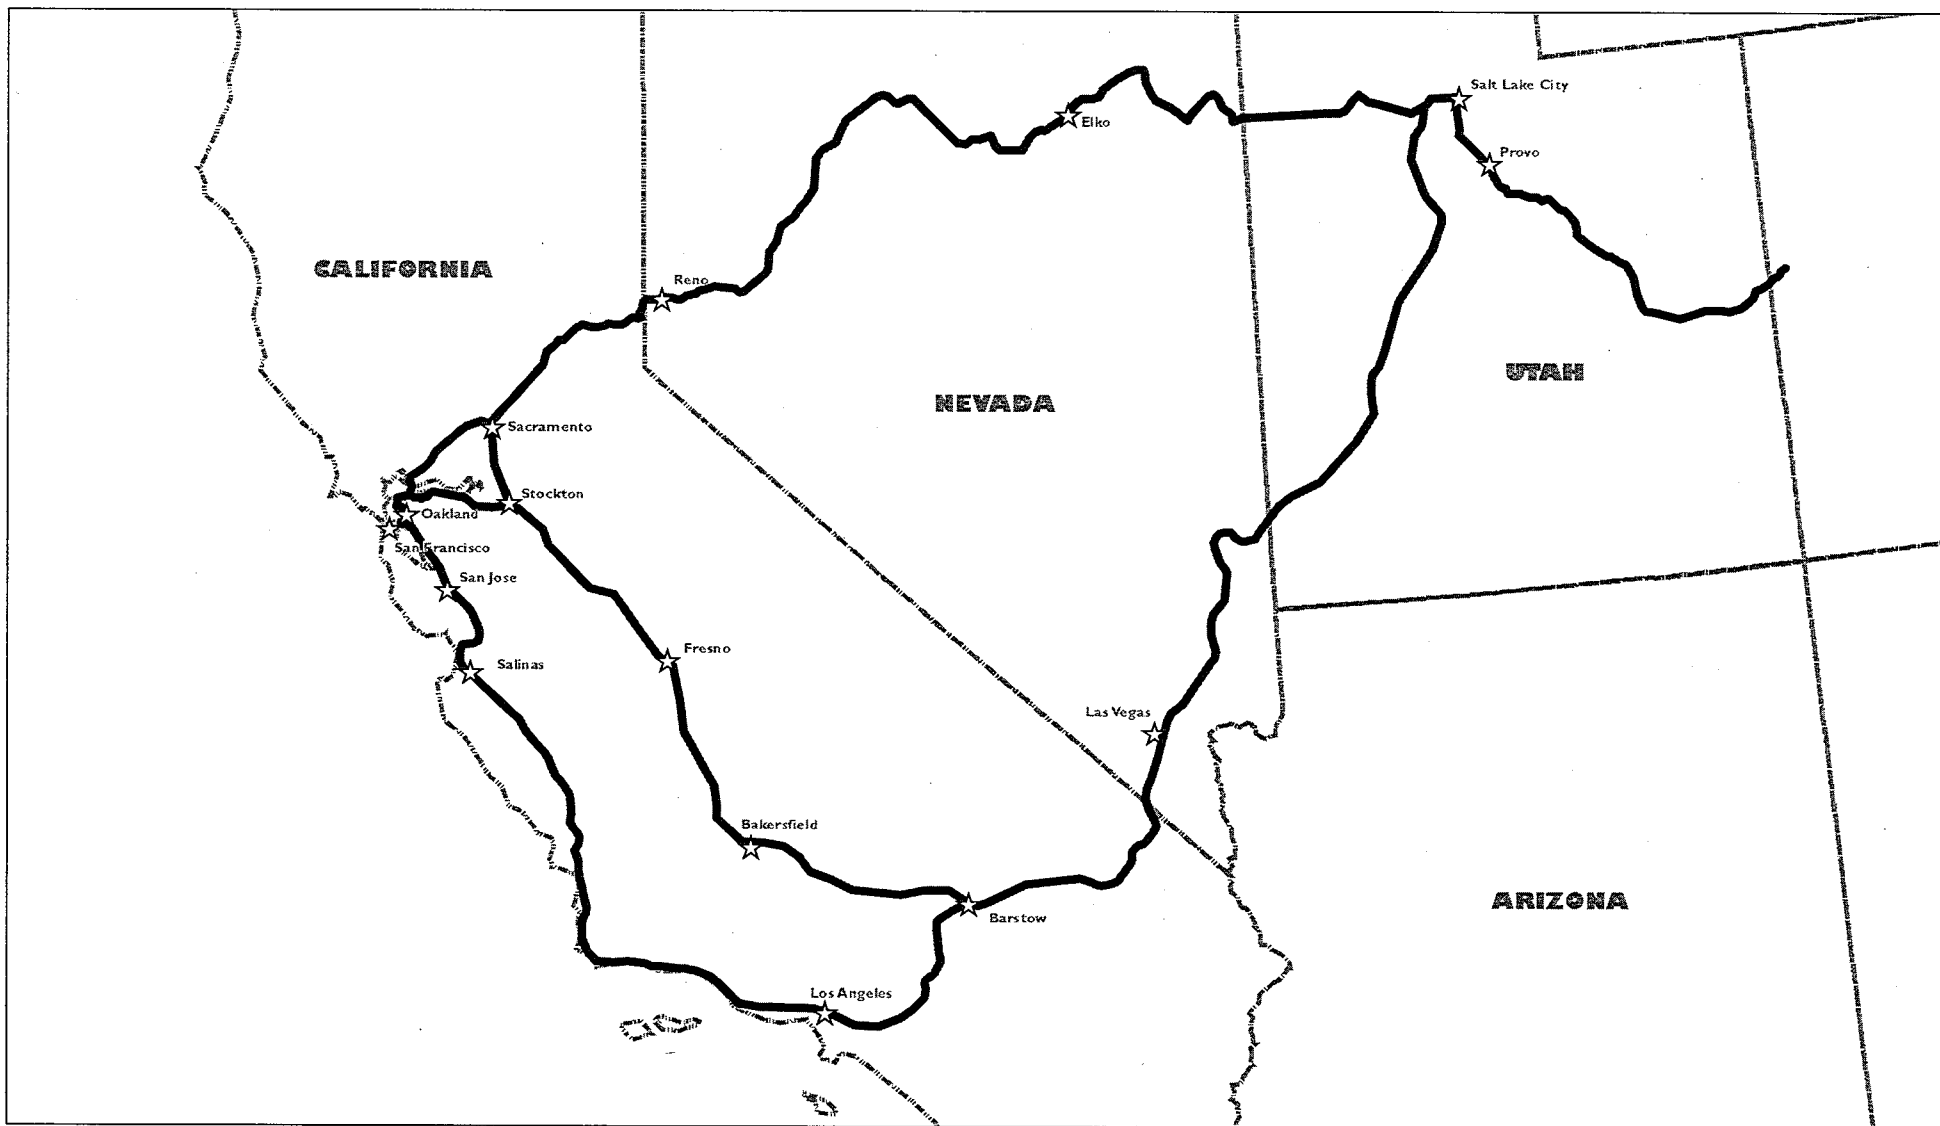 Salt Lake City
Elko
Provo
CALIFORNIA
Reno
UTAH
NEVADA
Sacramento
Stockton
Oakland
San Francisco
San Jose
Fresno
Salinas
Las Vegas
Bakersfield
ARIZONA
Barstow
Los Angeles